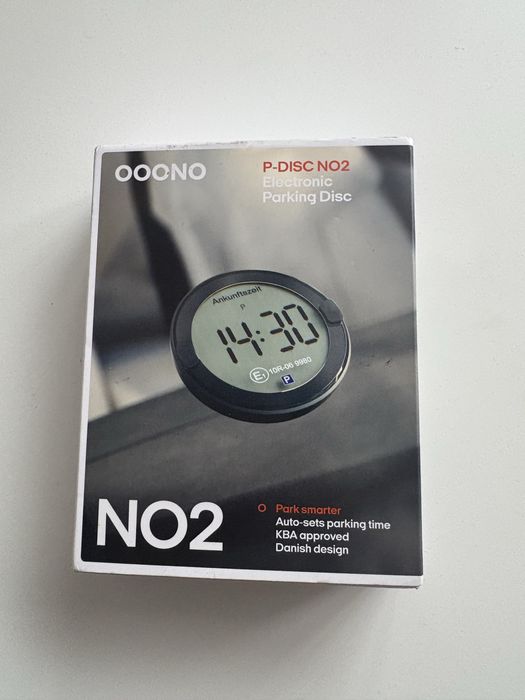 OOONO
P-DISC NO2
Electronic
Parking Disc
Ankunftszeit
P
14:30
E1 10R-06 9980
P
NO2
Park smarter
Auto-sets parking time
KBA approved
Danish design